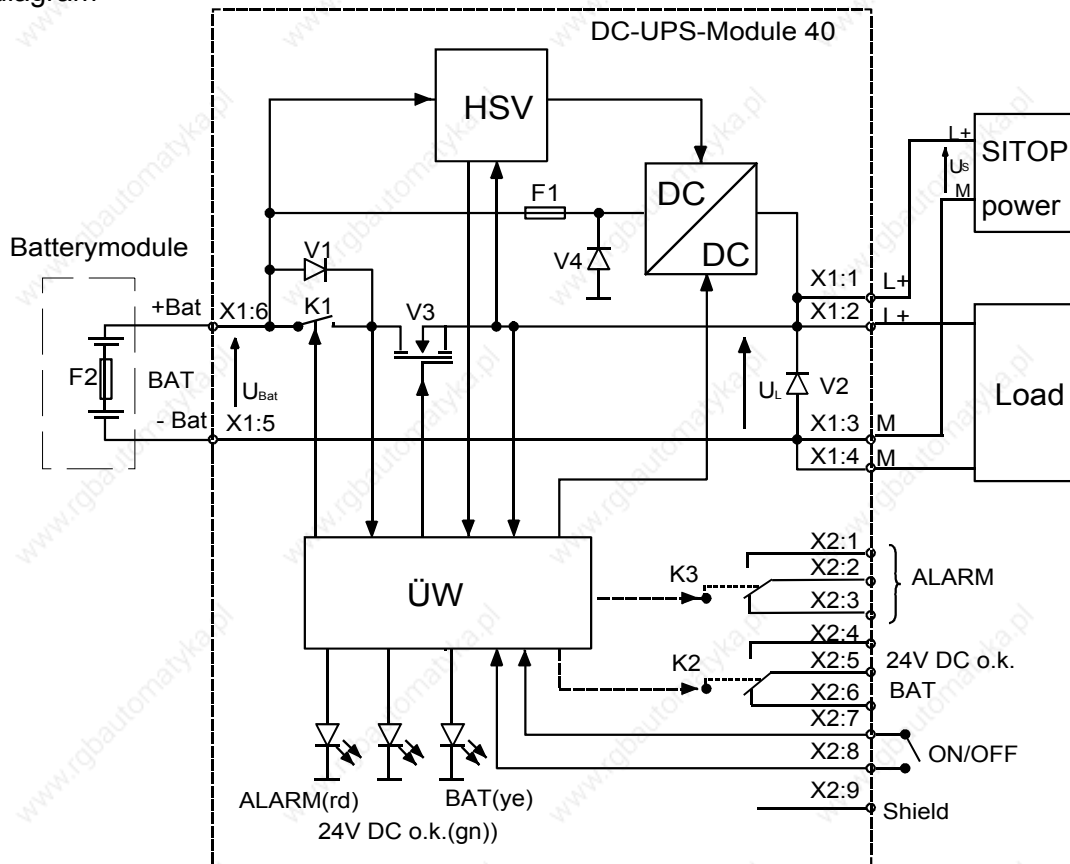 diagram
DC-UPS-Module 40
HSV
L+
SITOP
Us
M
power
F1
DC
DC
Batterymodule
V1
V4
X1:1
L+
+Bat
X1:6
K1
V3
X1:2
L+
F2
BAT
UBat
UL
V2
Load
- Bat
X1:5
X1:3
M
X1:4
M
X2:1
ÜW
K3
X2:2
ALARM
X2:3
X2:4
K2
X2:5
24V DC o.k.
X2:6
BAT
X2:7
X2:8
ON/OFF
ALARM(rd)
BAT(ye)
X2:9
Shield
24V DC o.k.(gn))
www.rgbautomatyka.pl